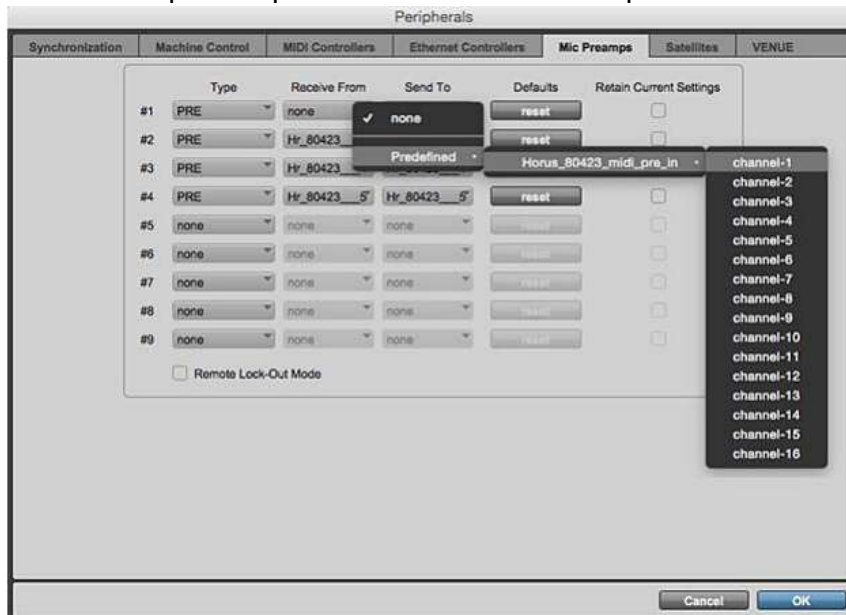 Peripherals
Synchronization Machine Control MIDI Controllers Ethernet Controllers Mic Preamps Satellites VENUE
Type Receive From Send To Defaults Retain Current Settings
#1 PRE none ✓ none reset
#2 PRE Hr_80423__ reset
Predefined Horus_80423_midi_pre_in channel-1
#3 PRE Hr_80423__
channel-2
channel-3
#4 PRE Hr_80423__5 Hr_80423__5 reset
channel-4
#5 none none none reset
channel-5
#6 none none none reset
channel-6
channel-7
#7 none none none reset
channel-8
#8 none none none reset
channel-9
#9 none none none reset
channel-10
channel-11
Remote Lock-Out Mode
channel-12
channel-13
channel-14
channel-15
channel-16
Cancel OK